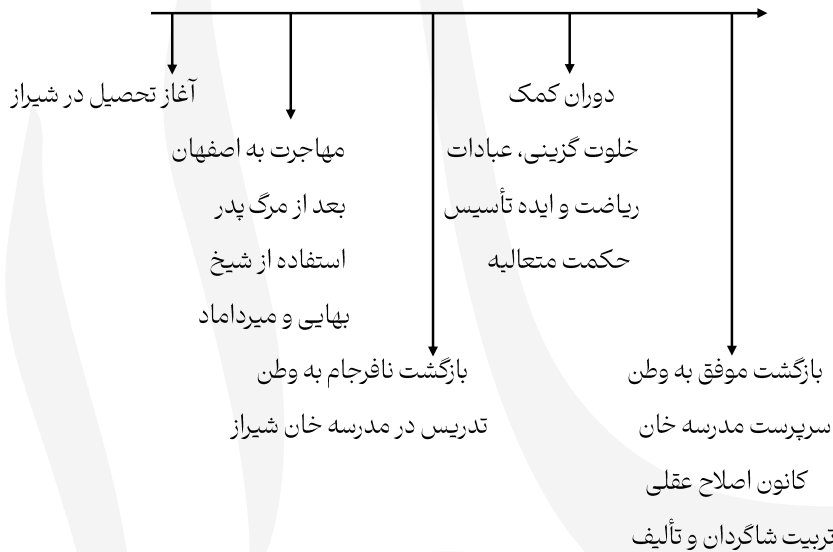 آغاز تحصیل در شیراز
مهاجرت به اصفهان
بعد از مرگ پدر
استفاده از شیخ
بهایی و میرداماد
بازگشت نافرجام به وطن
تدریس در مدرسه خان شیراز
دوران کمک
خلوت گزینی، عبادات
ریاضت و ایده تأسیس
حکمت متعالیه
بازگشت موفق به وطن
سرپرست مدرسه خان
کانون اصلاح عقلی
تربیت شاگردان و تألیف